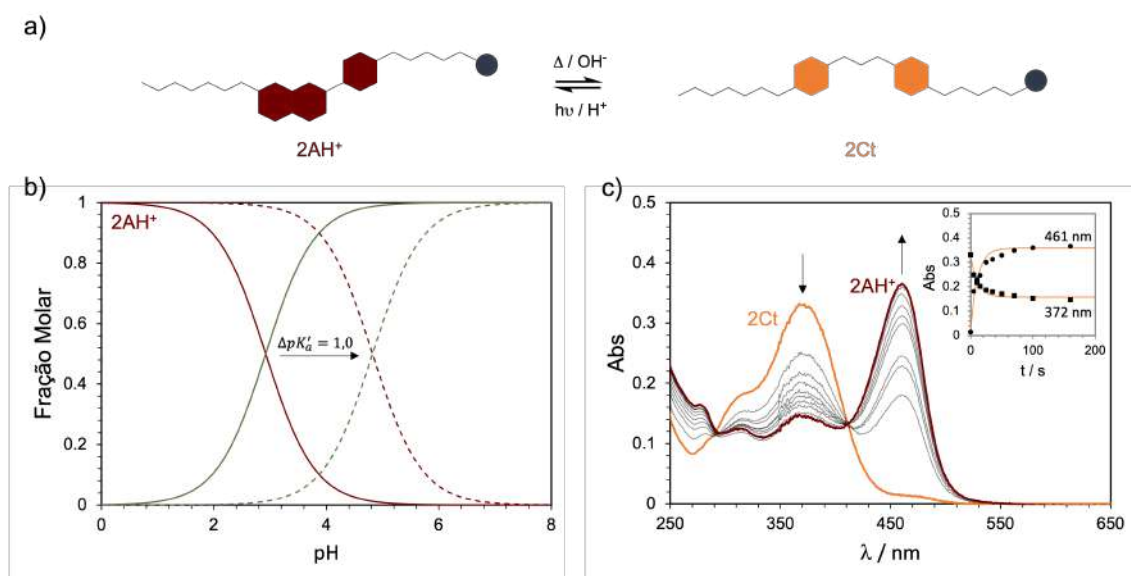 a)
Δ / OH⁻
hυ / H⁺
2AH⁺
2Ct
b)
1
0.8
0.6
0.4
0.2
0
0
2
4
6
8
Fração Molar
pH
2AH⁺
ΔpK′ₐ = 1,0
c)
0.5
0.4
0.3
0.2
0.1
0
250
350
450
550
650
Abs
λ / nm
2Ct
2AH⁺
0.5
0.4
0.3
0.2
0.1
0
0
100
200
Abs
t / s
461 nm
372 nm